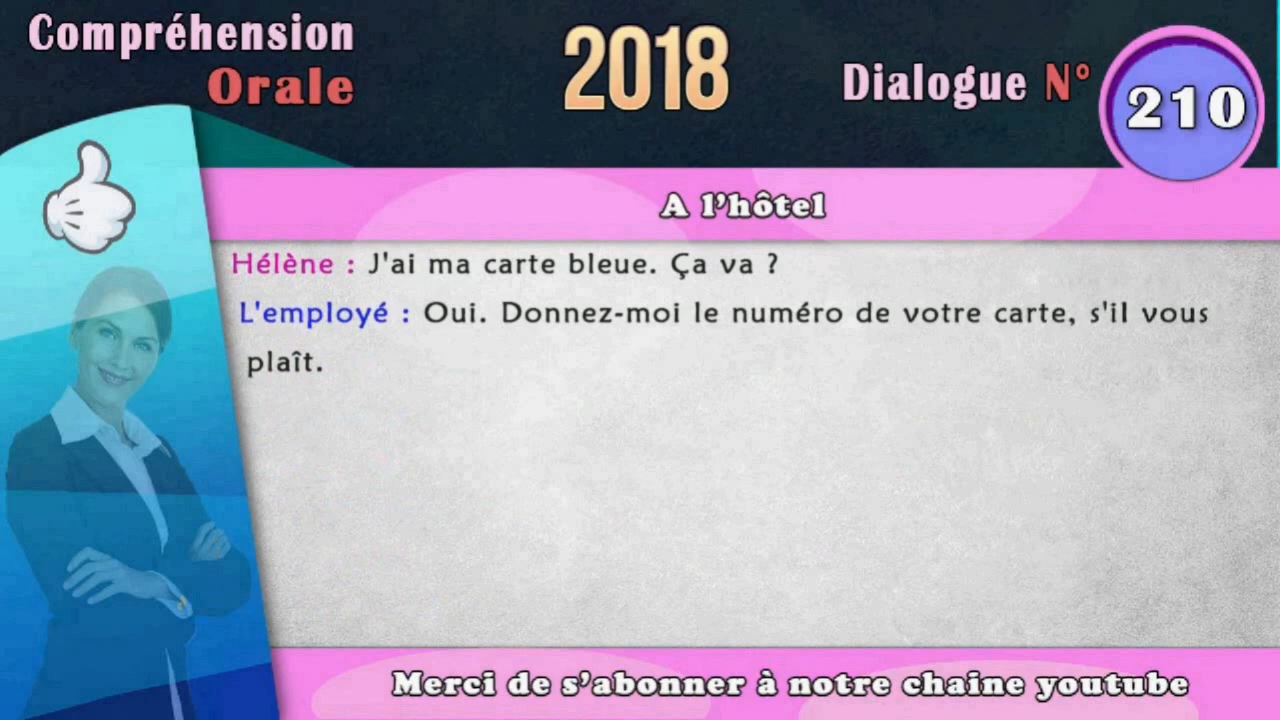 Compréhension
Orale
2018
Dialogue N°
210
A l'hôtel
Hélène : J'ai ma carte bleue. Ça va ?
L'employé : Oui. Donnez-moi le numéro de votre carte, s'il vous
plaît.
Merci de s'abonner à notre chaine youtube